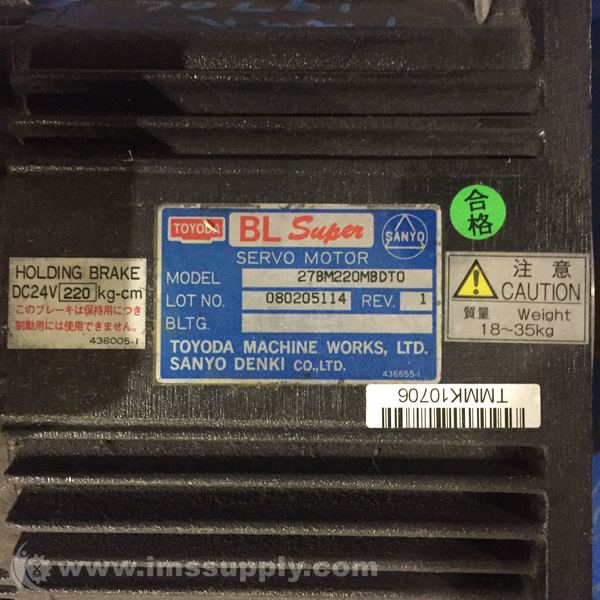 合
格
TOYODA BL Super SANYO
SERVO MOTOR
MODEL 27BM220MBDT0
LOT NO. 080205114 REV. 1
BLTG.
TOYODA MACHINE WORKS, LTD.
SANYO DENKI CO.,LTD.
436655-1
HOLDING BRAKE
DC24V 220 kg-cm
このブレーキは保持用につき
制動用には使用できません。
436005-1
注意
CAUTION
質量 Weight
18~35kg
TMMK10706
www.imssupply.com